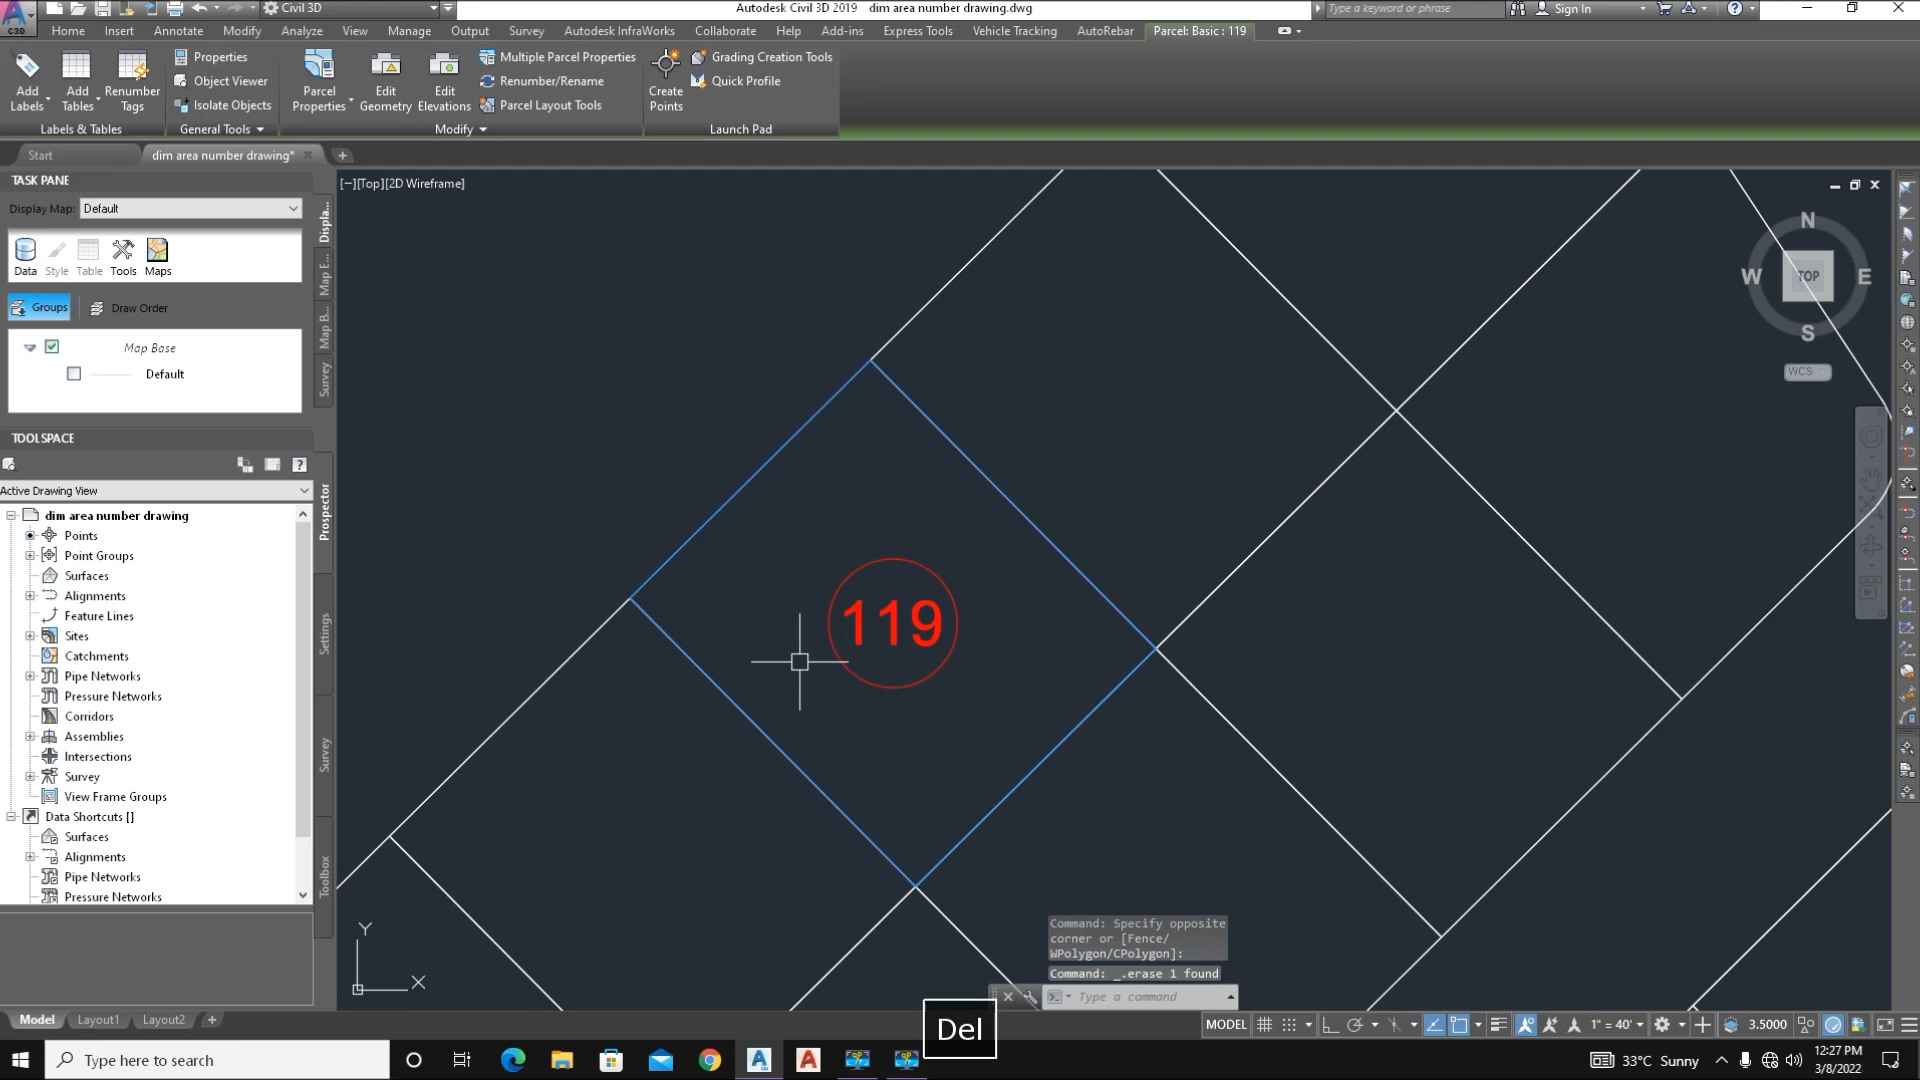 Civil 3D
Autodesk Civil 3D 2019 dim area number drawing.dwg
Type a keyword or phrase
Sign In
C3D
Home Insert Annotate Modify Analyze View Manage Output Survey Autodesk InfraWorks Collaborate Help Add-ins Express Tools Vehicle Tracking AutoRebar Parcel: Basic : 119
Add Labels
Add Tables
Renumber Tags
Properties
Object Viewer
Isolate Objects
Parcel Properties
Edit Geometry
Edit Elevations
Multiple Parcel Properties
Renumber/Rename
Parcel Layout Tools
Create Points
Grading Creation Tools
Quick Profile
Labels & Tables General Tools Modify Launch Pad
Start dim area number drawing*
TASK PANE
[−][Top][2D Wireframe]
Display Map: Default
Data Style Table Tools Maps
Groups Draw Order
Map Base
Default
Displa...
Map E...
Map B...
Survey
N
W TOP E
S
WCS
TOOLSPACE
Active Drawing View
dim area number drawing
Points
Point Groups
Surfaces
Alignments
Feature Lines
Sites
Catchments
Pipe Networks
Pressure Networks
Corridors
Assemblies
Intersections
Survey
View Frame Groups
Data Shortcuts []
Surfaces
Alignments
Pipe Networks
Pressure Networks
Prospector
Settings
Survey
Toolbox
119
Y
X
Command: Specify opposite
corner or [Fence/
WPolygon/CPolygon]:
Command: _.erase 1 found
Type a command
Del
Model Layout1 Layout2
MODEL 1" = 40' 3.5000
Type here to search
33°C Sunny
12:27 PM
3/8/2022